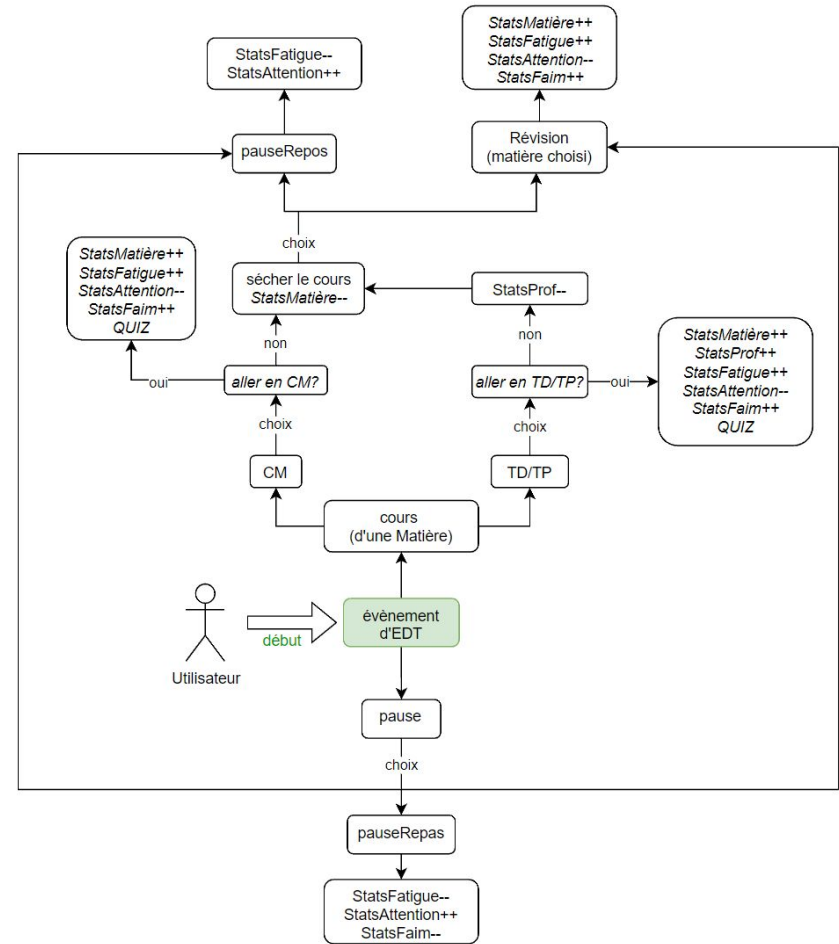 StatsFatigue--
StatsAttention++
StatsMatière++
StatsFatigue++
StatsAttention--
StatsFaim++
pauseRepos
Révision
(matière choisi)
choix
StatsMatière++
StatsFatigue++
StatsAttention--
StatsFaim++
QUIZ
sécher le cours
StatsMatière--
StatsProf--
non
non
StatsMatière++
StatsProf++
StatsFatigue++
StatsAttention--
StatsFaim++
QUIZ
oui
aller en CM?
aller en TD/TP?
oui
choix
choix
CM
TD/TP
cours
(d'une Matière)
évènement
d'EDT
début
Utilisateur
pause
choix
pauseRepas
StatsFatigue--
StatsAttention++
StatsFaim--